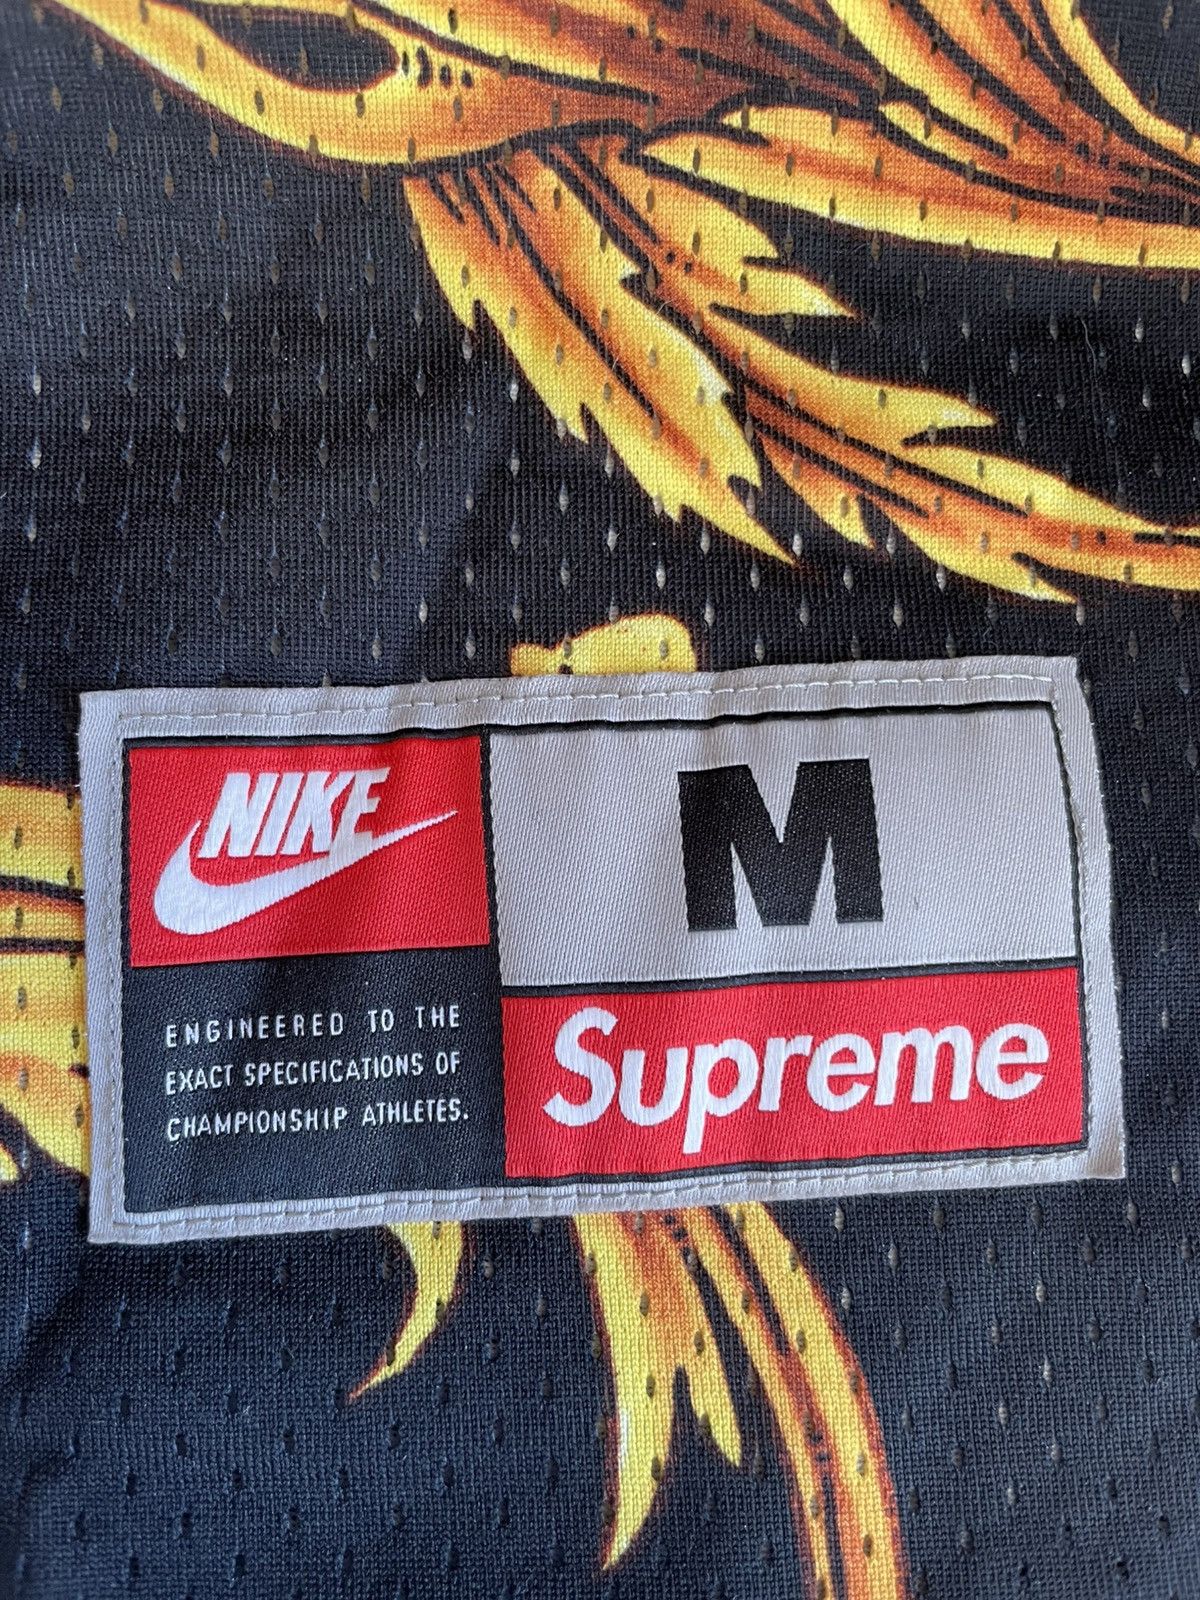 NIKE
M
ENGINEERED TO THE
EXACT SPECIFICATIONS OF
CHAMPIONSHIP ATHLETES.
Supreme